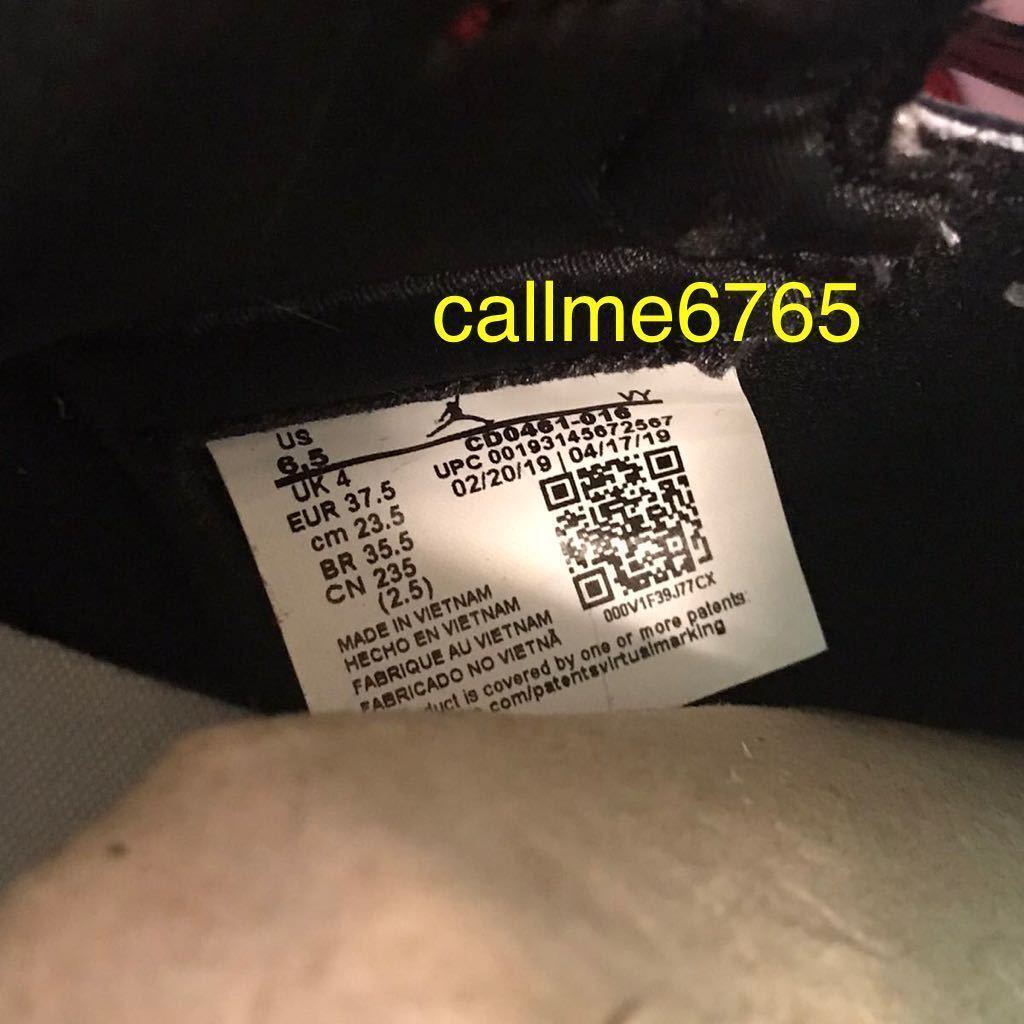 callme6765
US
6.5
UK 4
EUR 37.5
cm 23.5
BR 35.5
CN 235
(2.5)
VY
CD0461-016
UPC 00193145672567
02/20/19 | 04/17/19
000V1F39J77CX
MADE IN VIETNAM
HECHO EN VIETNAM
FABRIQUE AU VIETNAM
FABRICADO NO VIETNÃ
duct is covered by one or more patents:
.com/patentsvirtualmarking